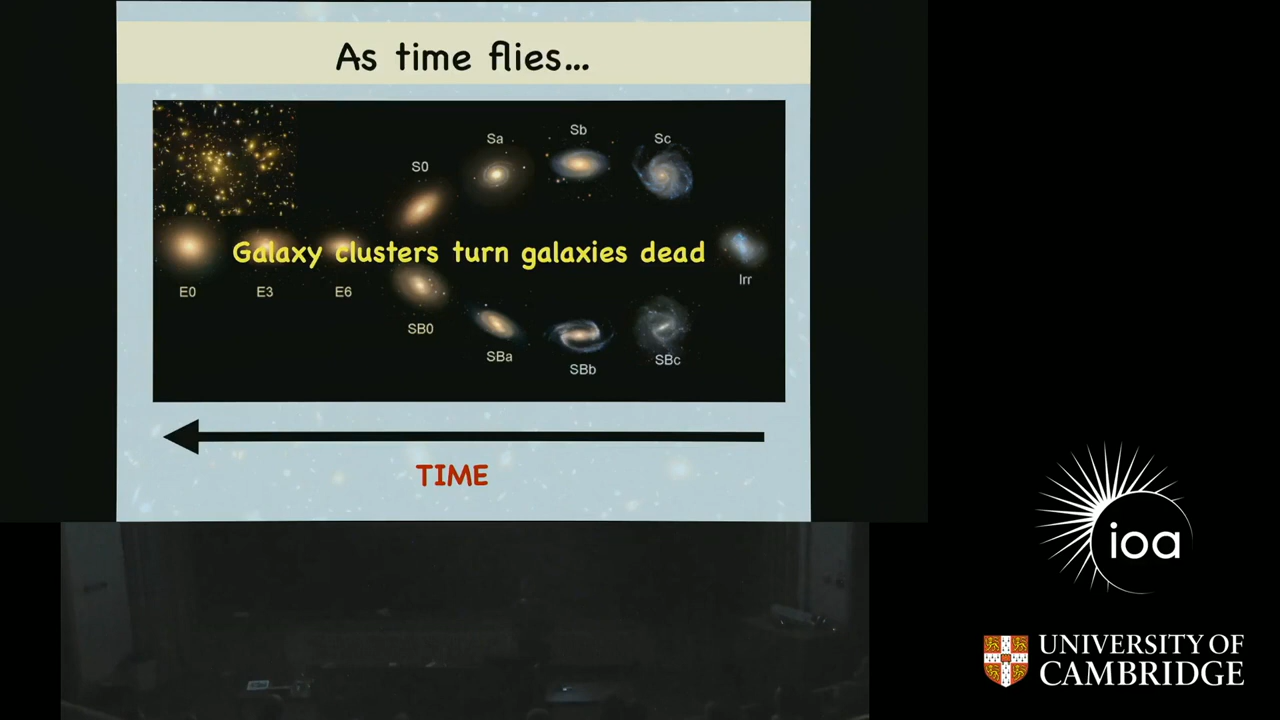 As time flies...
Sa
Sb
Sc
S0
Galaxy clusters turn galaxies dead
E0
E3
E6
Irr
SB0
SBa
SBb
SBc
TIME
ioa
UNIVERSITY OF
CAMBRIDGE